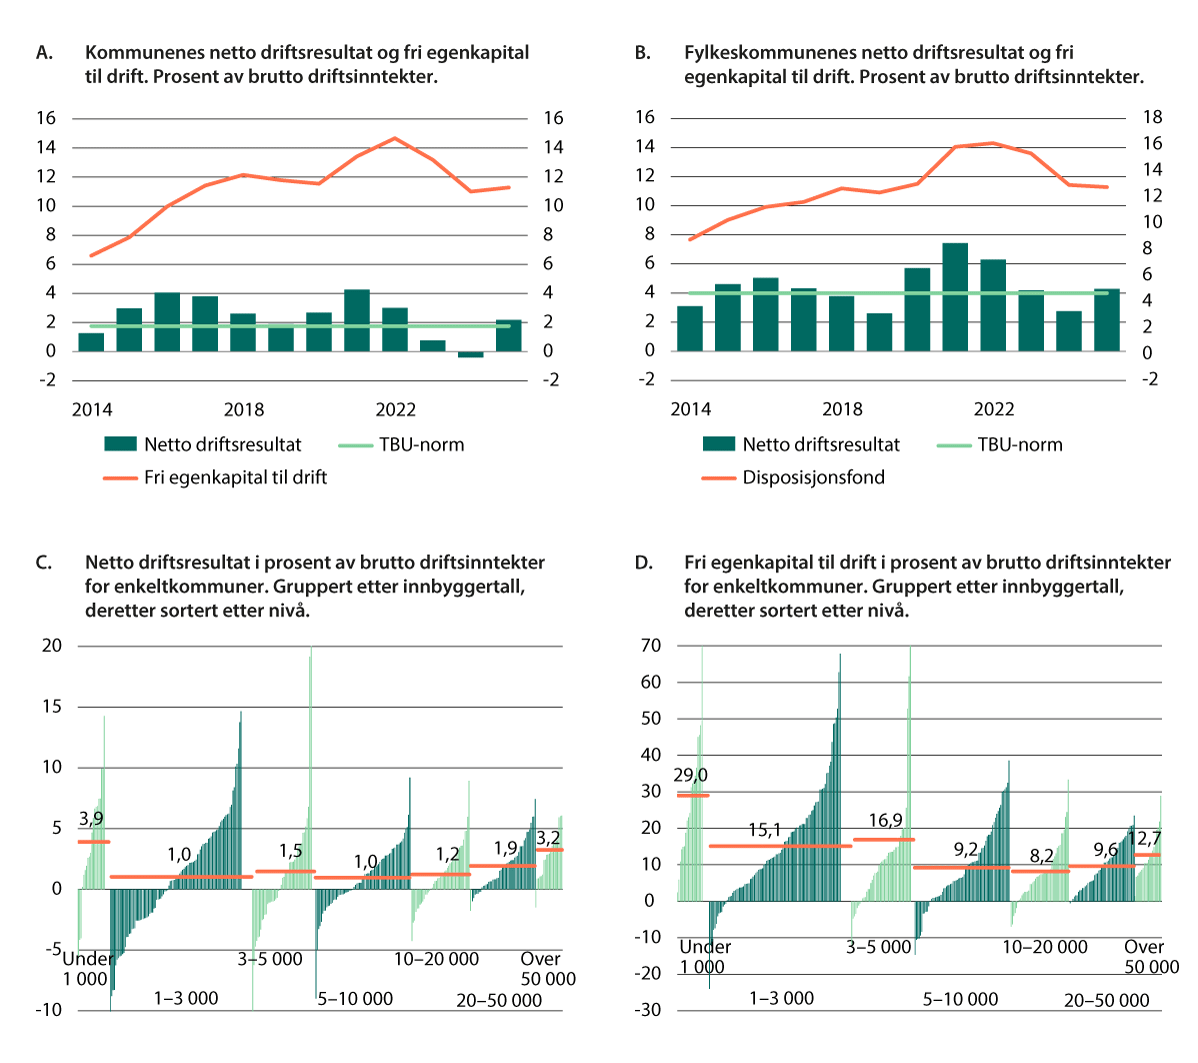 A. Kommunenes netto driftsresultat og fri egenkapital
til drift. Prosent av brutto driftsinntekter.
16 16
14 14
12 12
10 10
8 8
6 6
4 4
2 2
0 0
-2 -2
2014 2018 2022
Netto driftsresultat TBU-norm
Fri egenkapital til drift
B. Fylkeskommunenes netto driftsresultat og fri
egenkapital til drift. Prosent av brutto driftsinntekter.
16 18
14 16
12 14
10 12
8 10
6 8
4 6
2 4
0 2
-2 0
-2
2014 2018 2022
Netto driftsresultat TBU-norm
Disposisjonsfond
C. Netto driftsresultat i prosent av brutto driftsinntekter
for enkeltkommuner. Gruppert etter innbyggertall,
deretter sortert etter nivå.
20
15
10
5
0
-5
-10
3,9 1,0 1,5 1,0 1,2 1,9 3,2
Under 3–5 000 10–20 000 Over
1 000 50 000
1–3 000 5–10 000 20–50 000
D. Fri egenkapital til drift i prosent av brutto driftsinntekter
for enkeltkommuner. Gruppert etter innbyggertall,
deretter sortert etter nivå.
70
60
50
40
30
20
10
0
-10
-20
-30
29,0 15,1 16,9 9,2 8,2 9,6 12,7
Under 3–5 000 10–20 000 Over
1 000 50 000
1–3 000 5–10 000 20–50 000